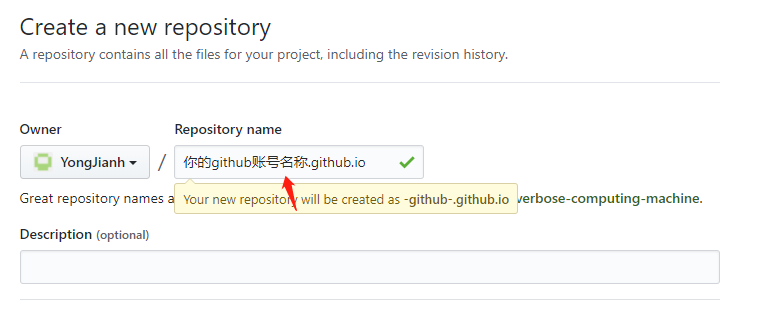 Create a new repository
A repository contains all the files for your project, including the revision history.
Owner
Repository name
YongJianh
/
你的github账号名称.github.io
Your new repository will be created as -github-.github.io
Great repository names a
verbose-computing-machine.
Description (optional)